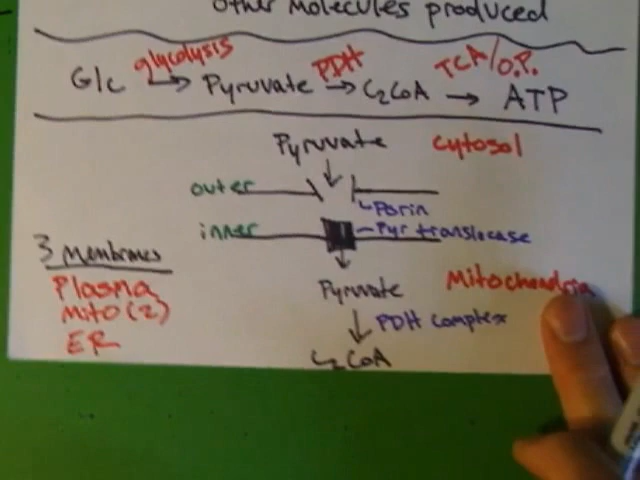 Other Molecules produced
glycolysis PDH TCA/O.P.
Glc → Pyruvate → C2CoA → ATP
Pyruvate cytosol
outer
Porin
inner
Pyr translocase
3 Membranes
Plasma
Mito (2)
ER
Pyruvate Mitochondria
PDH complex
C2CoA